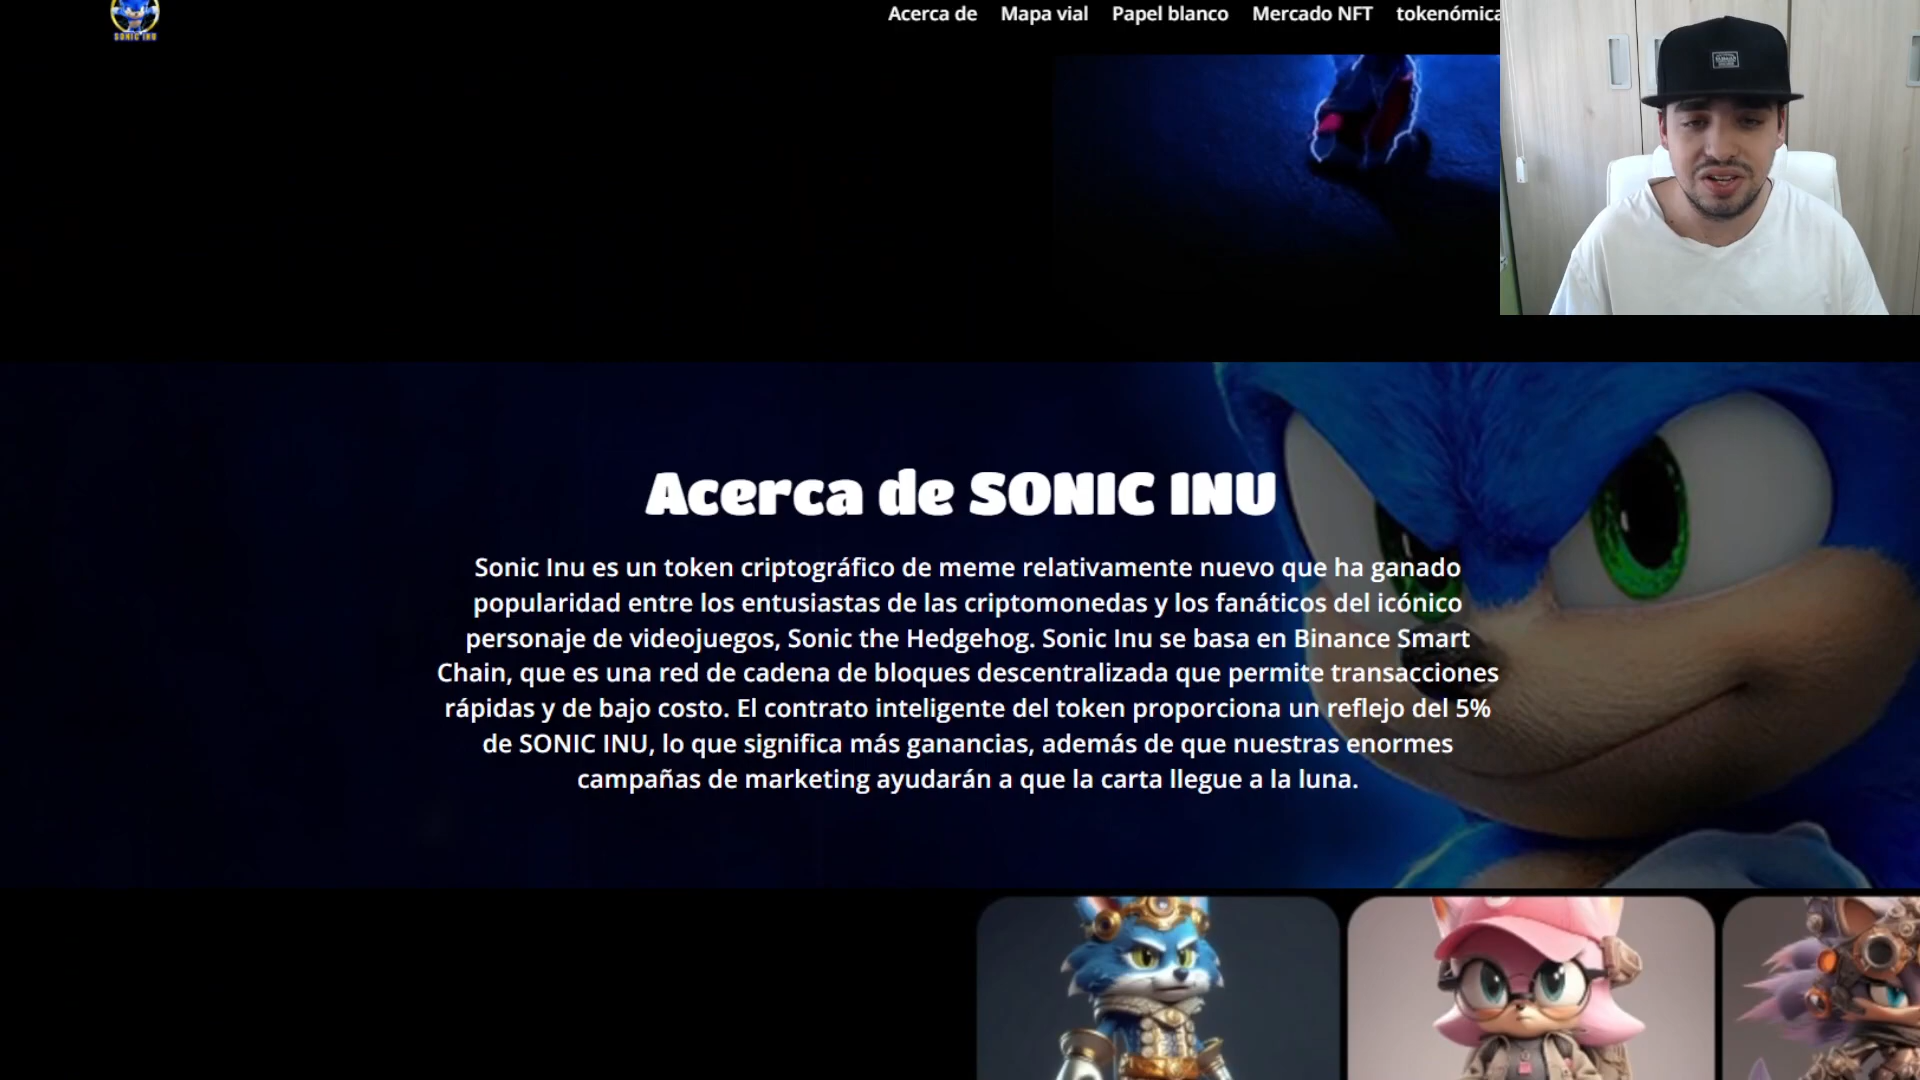 SONIC INU
Acerca de
Mapa vial
Papel blanco
Mercado NFT
tokenómica
Acerca de SONIC INU
Sonic Inu es un token criptográfico de meme relativamente nuevo que ha ganado
popularidad entre los entusiastas de las criptomonedas y los fanáticos del icónico
personaje de videojuegos, Sonic the Hedgehog. Sonic Inu se basa en Binance Smart
Chain, que es una red de cadena de bloques descentralizada que permite transacciones
rápidas y de bajo costo. El contrato inteligente del token proporciona un reflejo del 5%
de SONIC INU, lo que significa más ganancias, además de que nuestras enormes
campañas de marketing ayudarán a que la carta llegue a la luna.